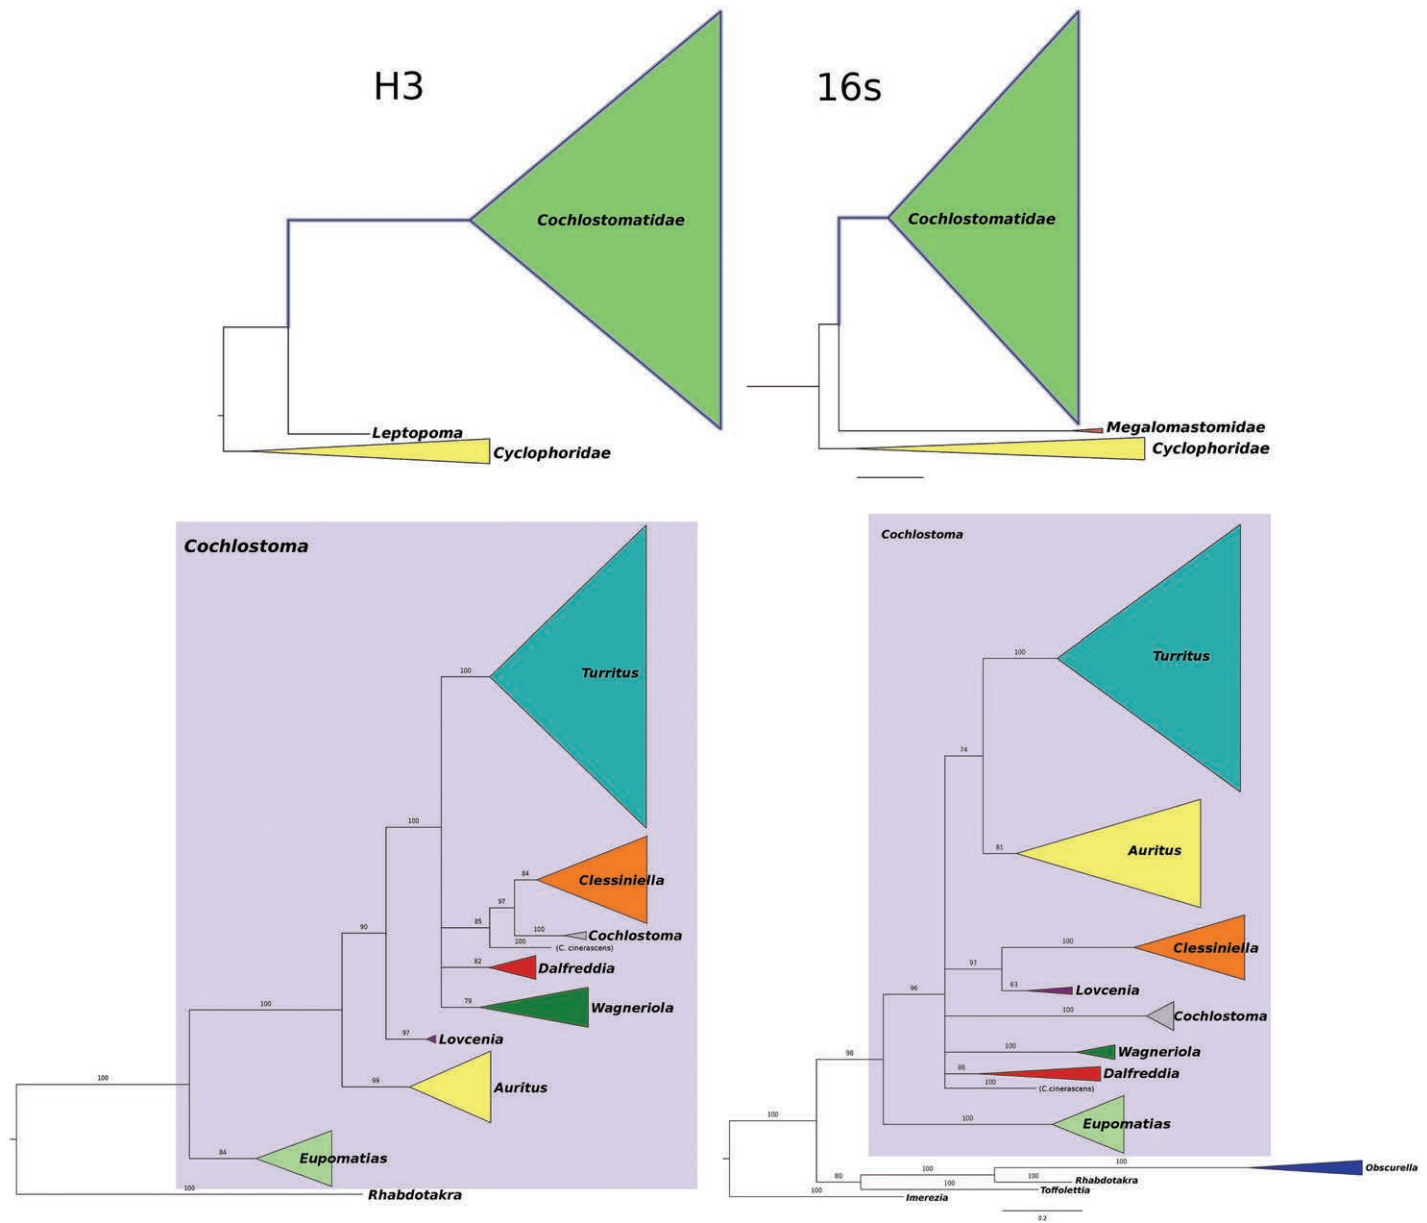 H3
16s
Cochlostomatidae
Cochlostomatidae
Leptopoma
Cyclophoridae
Megalomastomidae
Cyclophoridae
Cochlostoma
100
Turritus
100
84
Clessiniella
97
85
100
Cochlostoma
100
(C. cinerascens)
82
Dalfreddia
79
Wagneriola
90
97
Lovcenia
100
99
Auritus
100
84
Eupomatias
100
Rhabdotakra
Cochlostoma
100
Turritus
74
81
Auritus
100
Clessiniella
97
63
Lovcenia
96
100
Cochlostoma
100
Wagneriola
86
Dalfreddia
100
(C.cinerascens)
98
100
Eupomatias
100
100
Obscurella
80
100
100
Rhabdotakra
100
Toffolettia
100
Imerezia
0.2